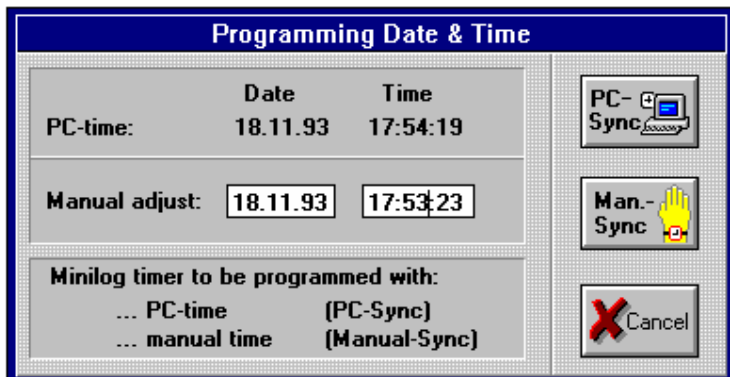 Programming Date & Time
Date Time
PC-time: 18.11.93 17:54:19
Manual adjust: 18.11.93 17:53:23
Minilog timer to be programmed with:
... PC-time (PC-Sync)
... manual time (Manual-Sync)
PC-
Sync
Man.-
Sync
Cancel